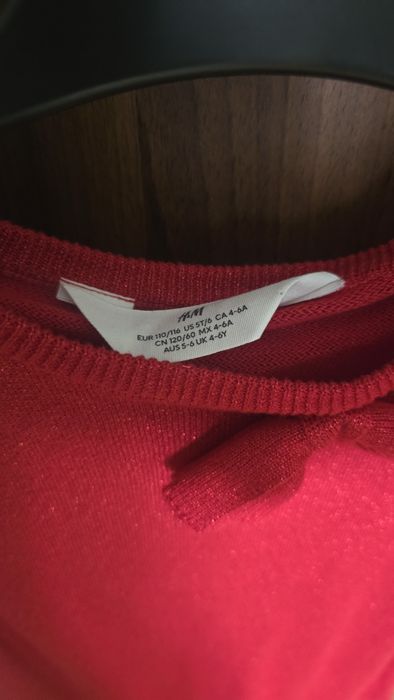 H&M
EUR 110/116 US 5T/6 CA 4-6A
CN 120/60 MX 4-6A
AUS 5-6 UK 4-6Y